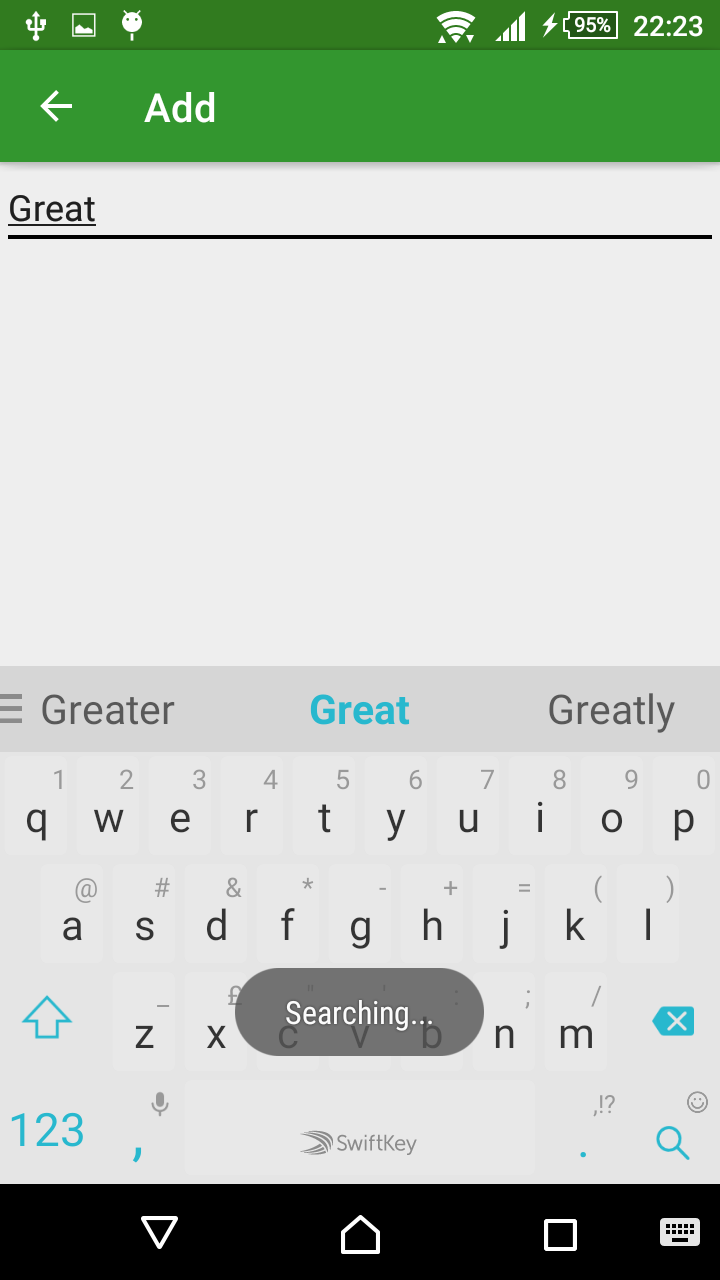 95% 22:23
Add
Great
Greater Great Greatly
1 2 3 4 5 6 7 8 9 0
q w e r t y u i o p
@ # & * - + = ( )
a s d f g h j k l
_ £ " ' : ; /
z x c v b n m
Searching...
,!?
123 , SwiftKey .